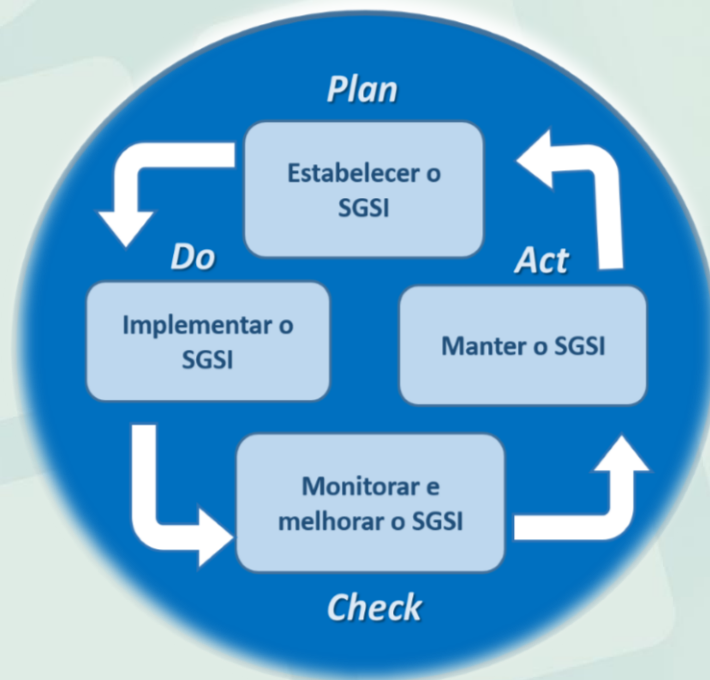 Plan
Estabelecer o
SGSI
Do
Act
Implementar o
SGSI
Manter o SGSI
Monitorar e
melhorar o SGSI
Check